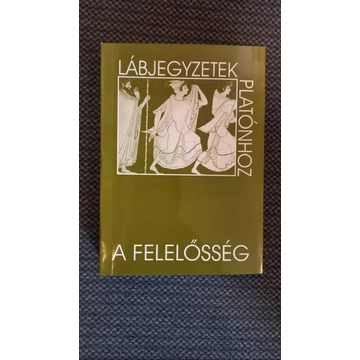 LÁBJEGYZETEK
PLATÓNHOZ
A FELELŐSSÉG